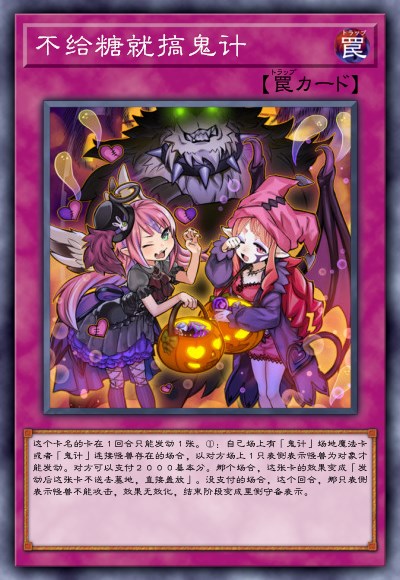 不给糖就搞鬼计
罠
トラップ
【罠カード】
トラップ
这个卡名的卡在1回合只能发动1张。①：自己场上有「鬼计」场地魔法卡
或者「鬼计」连接怪兽存在的场合，以对方场上1只表侧表示怪兽为对象才
能发动。对方可以支付2000基本分。那个场合，这张卡的效果变成「发
动后这张卡不送去墓地，直接盖放」。没支付的场合，这个回合，那只表侧
表示怪兽不能攻击，效果无效化，结束阶段变成里侧守备表示。